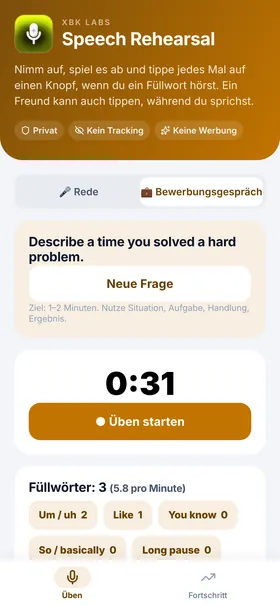 XBK LABS
Speech Rehearsal
Nimm auf, spiel es ab und tippe jedes Mal auf
einen Knopf, wenn du ein Füllwort hörst. Ein
Freund kann auch tippen, während du sprichst.
Privat Kein Tracking Keine Werbung
🎤 Rede 💼 Bewerbungsgespräch
Describe a time you solved a hard
problem.
Neue Frage
Ziel: 1–2 Minuten. Nutze Situation, Aufgabe, Handlung,
Ergebnis.
0:31
● Üben starten
Füllwörter: 3 (5.8 pro Minute)
Um / uh 2 Like 1 You know 0
So / basically 0 Long pause 0
Üben Fortschritt